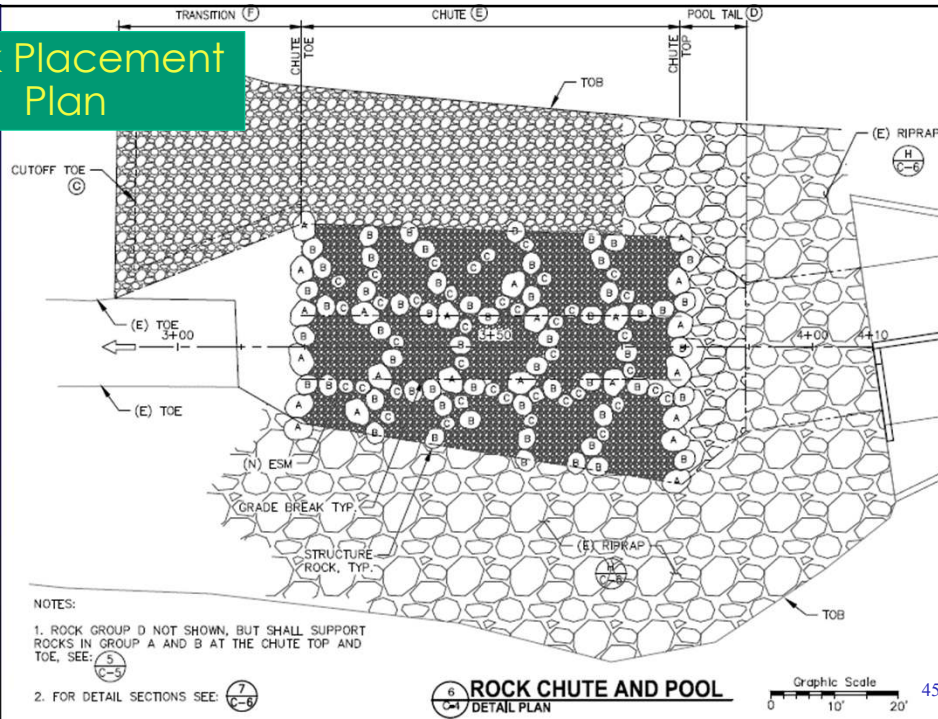 TRANSITION F
CHUTE E
POOL TAIL D
Placement
Plan
CHUTE
TOE
CHUTE
TOP
TOB
(E) RIPRAP
H
C-6
CUTOFF TOE
C
(E) TOE
3+00
3+50
4+00
4+10
(E) TOE
(N) ESM
GRADE BREAK TYP.
STRUCTURE
ROCK, TYP.
(E) RIPRAP
H
C-6
TOB
NOTES:
1. ROCK GROUP D NOT SHOWN, BUT SHALL SUPPORT
ROCKS IN GROUP A AND B AT THE CHUTE TOP AND
TOE, SEE: 5
C-5
2. FOR DETAIL SECTIONS SEE: 7
C-6
6
C-4
ROCK CHUTE AND POOL
DETAIL PLAN
Graphic Scale
0 10' 20'
45